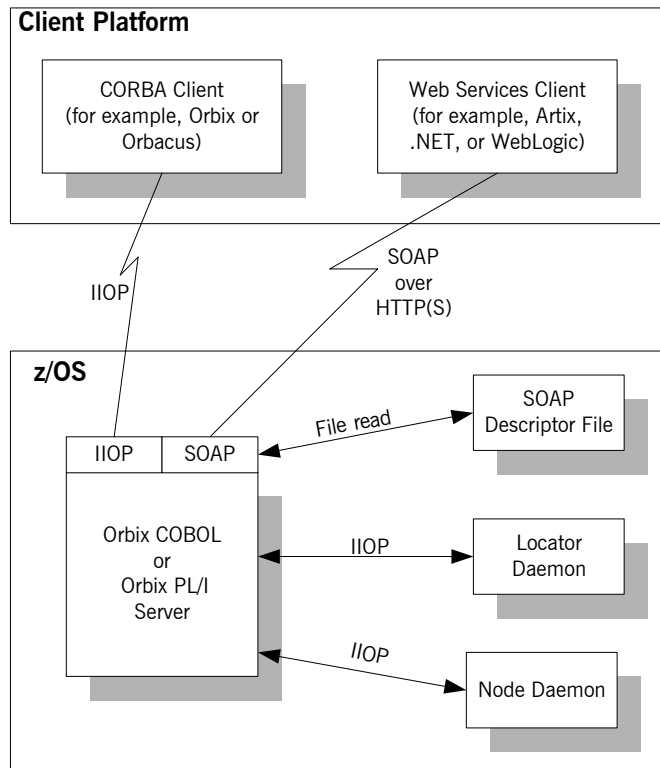 Client Platform
CORBA Client
(for example, Orbix or
Orbacus)
Web Services Client
(for example, Artix,
.NET, or WebLogic)
IIOP
SOAP
over
HTTP(S)
z/OS
IIOP
SOAP
Orbix COBOL
or
Orbix PL/I
Server
File read
SOAP
Descriptor File
IIOP
Locator
Daemon
IIOP
Node Daemon